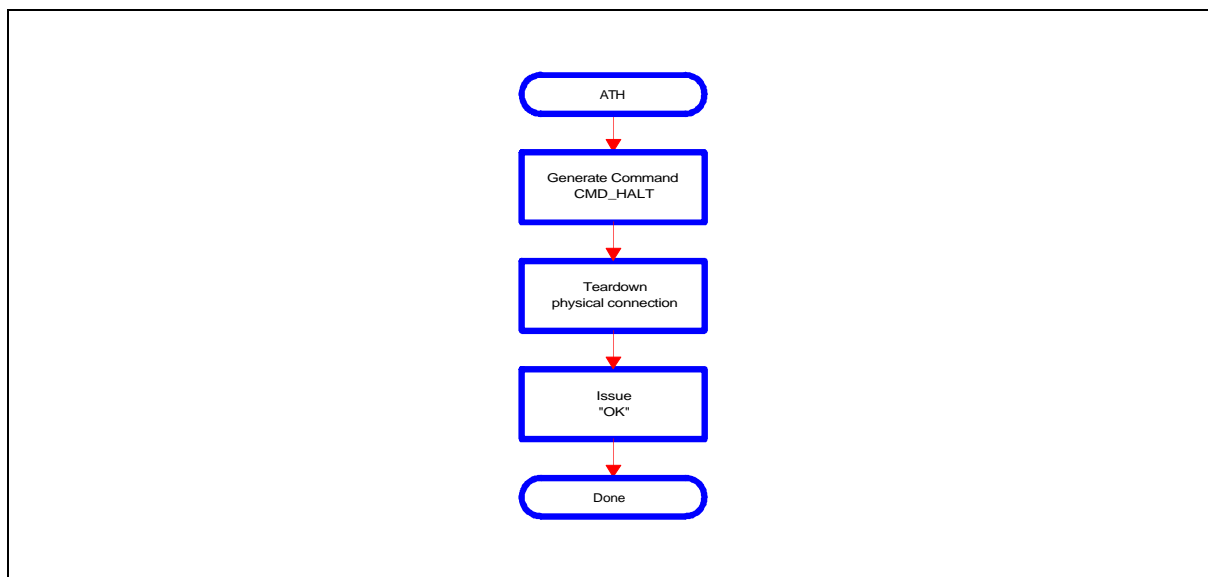 ATH
Generate Command
CMD_HALT
Teardown
physical connection
Issue
"OK"
Done